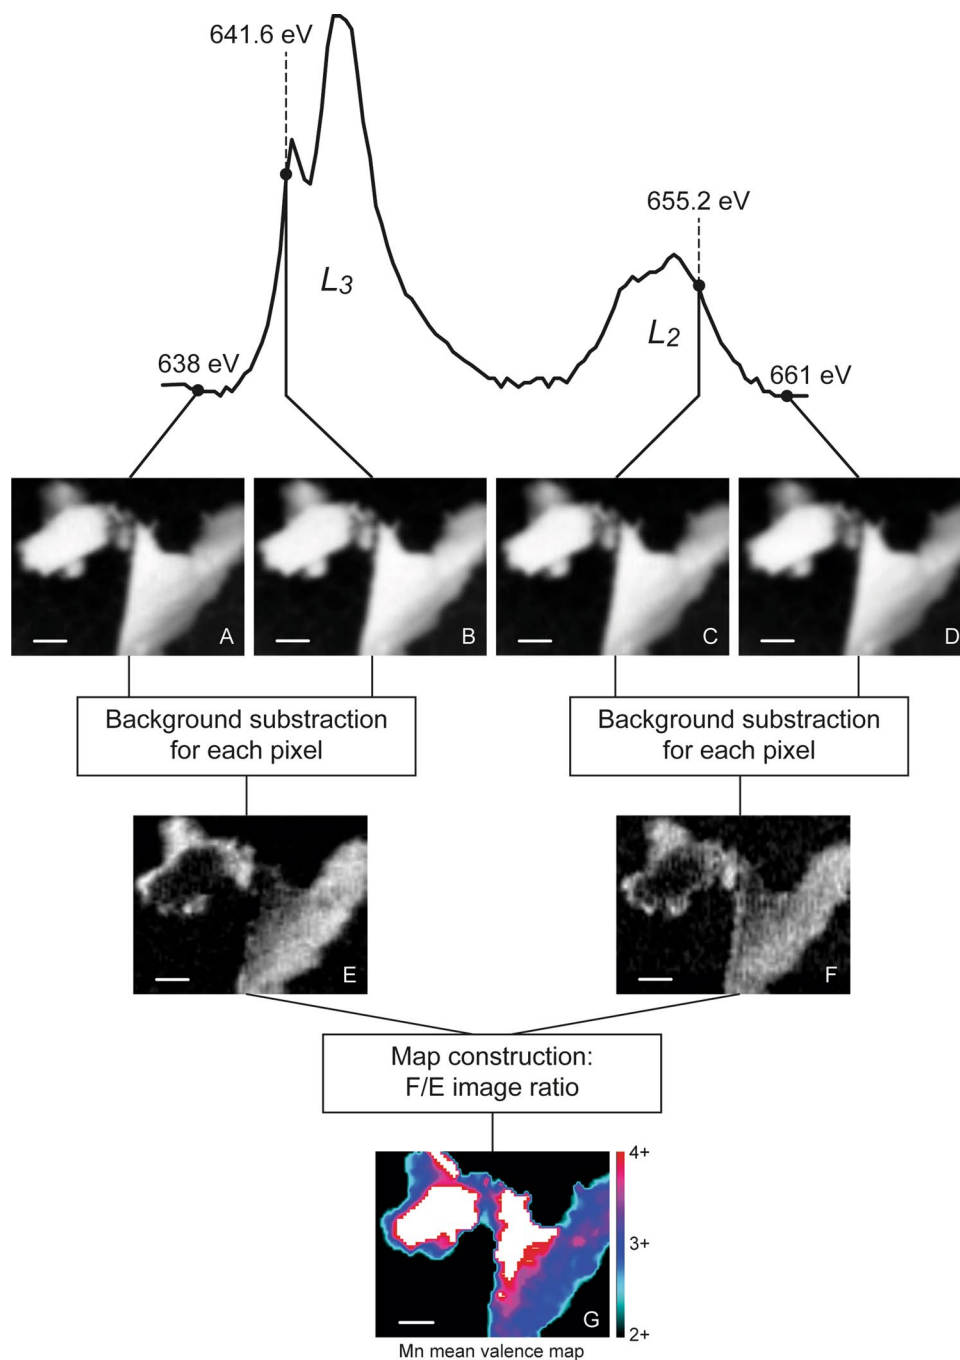 641.6 eV
655.2 eV
L3
L2
638 eV
661 eV
A
B
C
D
Background substraction
for each pixel
Background substraction
for each pixel
E
F
Map construction:
F/E image ratio
4+
3+
2+
G
Mn mean valence map